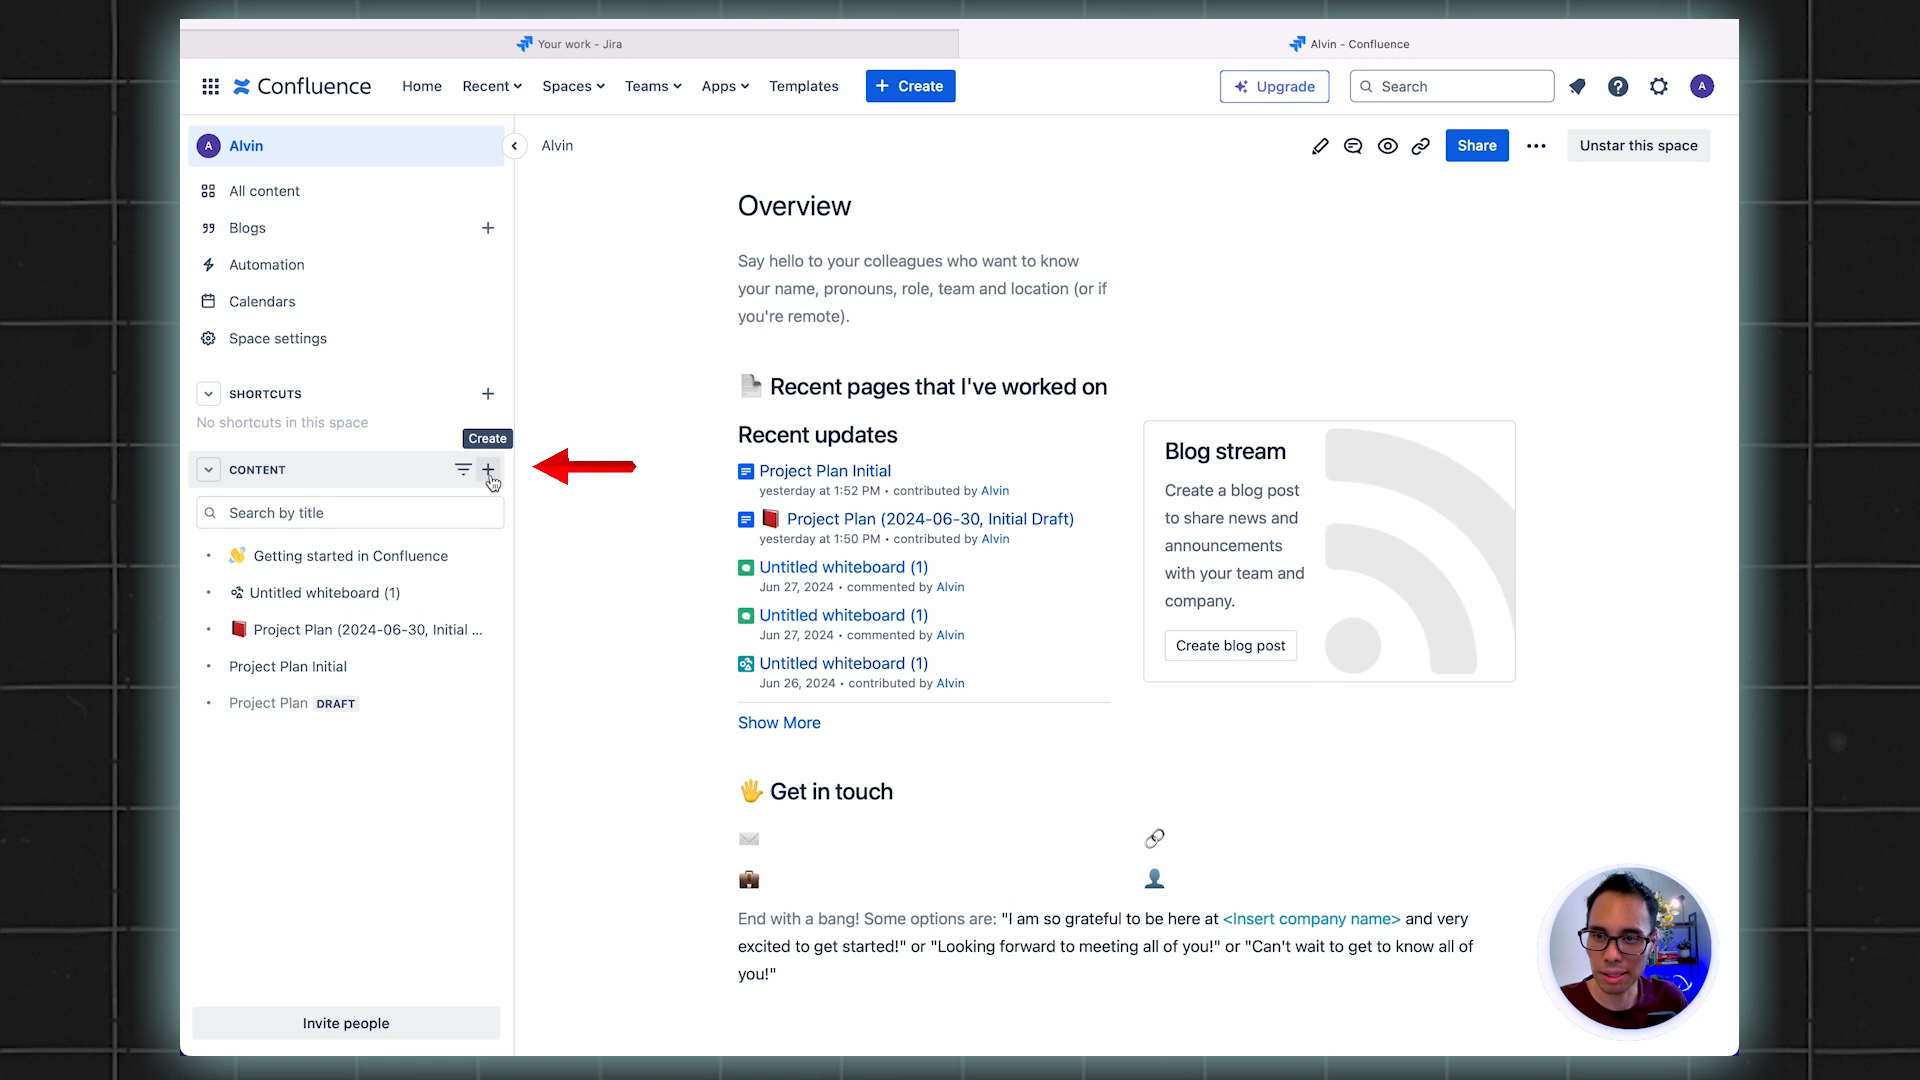 Your work - Jira
Alvin - Confluence
Confluence
Home
Recent
Spaces
Teams
Apps
Templates
+ Create
Upgrade
Search
A
A Alvin
Alvin
Share
Unstar this space
All content
Blogs
Automation
Calendars
Space settings
SHORTCUTS
No shortcuts in this space
Create
CONTENT
Search by title
Getting started in Confluence
Untitled whiteboard (1)
Project Plan (2024-06-30, Initial ...
Project Plan Initial
Project Plan DRAFT
Invite people
Overview
Say hello to your colleagues who want to know
your name, pronouns, role, team and location (or if
you're remote).
Recent pages that I've worked on
Recent updates
Project Plan Initial
yesterday at 1:52 PM • contributed by Alvin
Project Plan (2024-06-30, Initial Draft)
yesterday at 1:50 PM • contributed by Alvin
Untitled whiteboard (1)
Jun 27, 2024 • commented by Alvin
Untitled whiteboard (1)
Jun 27, 2024 • commented by Alvin
Untitled whiteboard (1)
Jun 26, 2024 • contributed by Alvin
Show More
Blog stream
Create a blog post
to share news and
announcements
with your team and
company.
Create blog post
Get in touch
End with a bang! Some options are: "I am so grateful to be here at <Insert company name> and very
excited to get started!" or "Looking forward to meeting all of you!" or "Can't wait to get to know all of
you!"